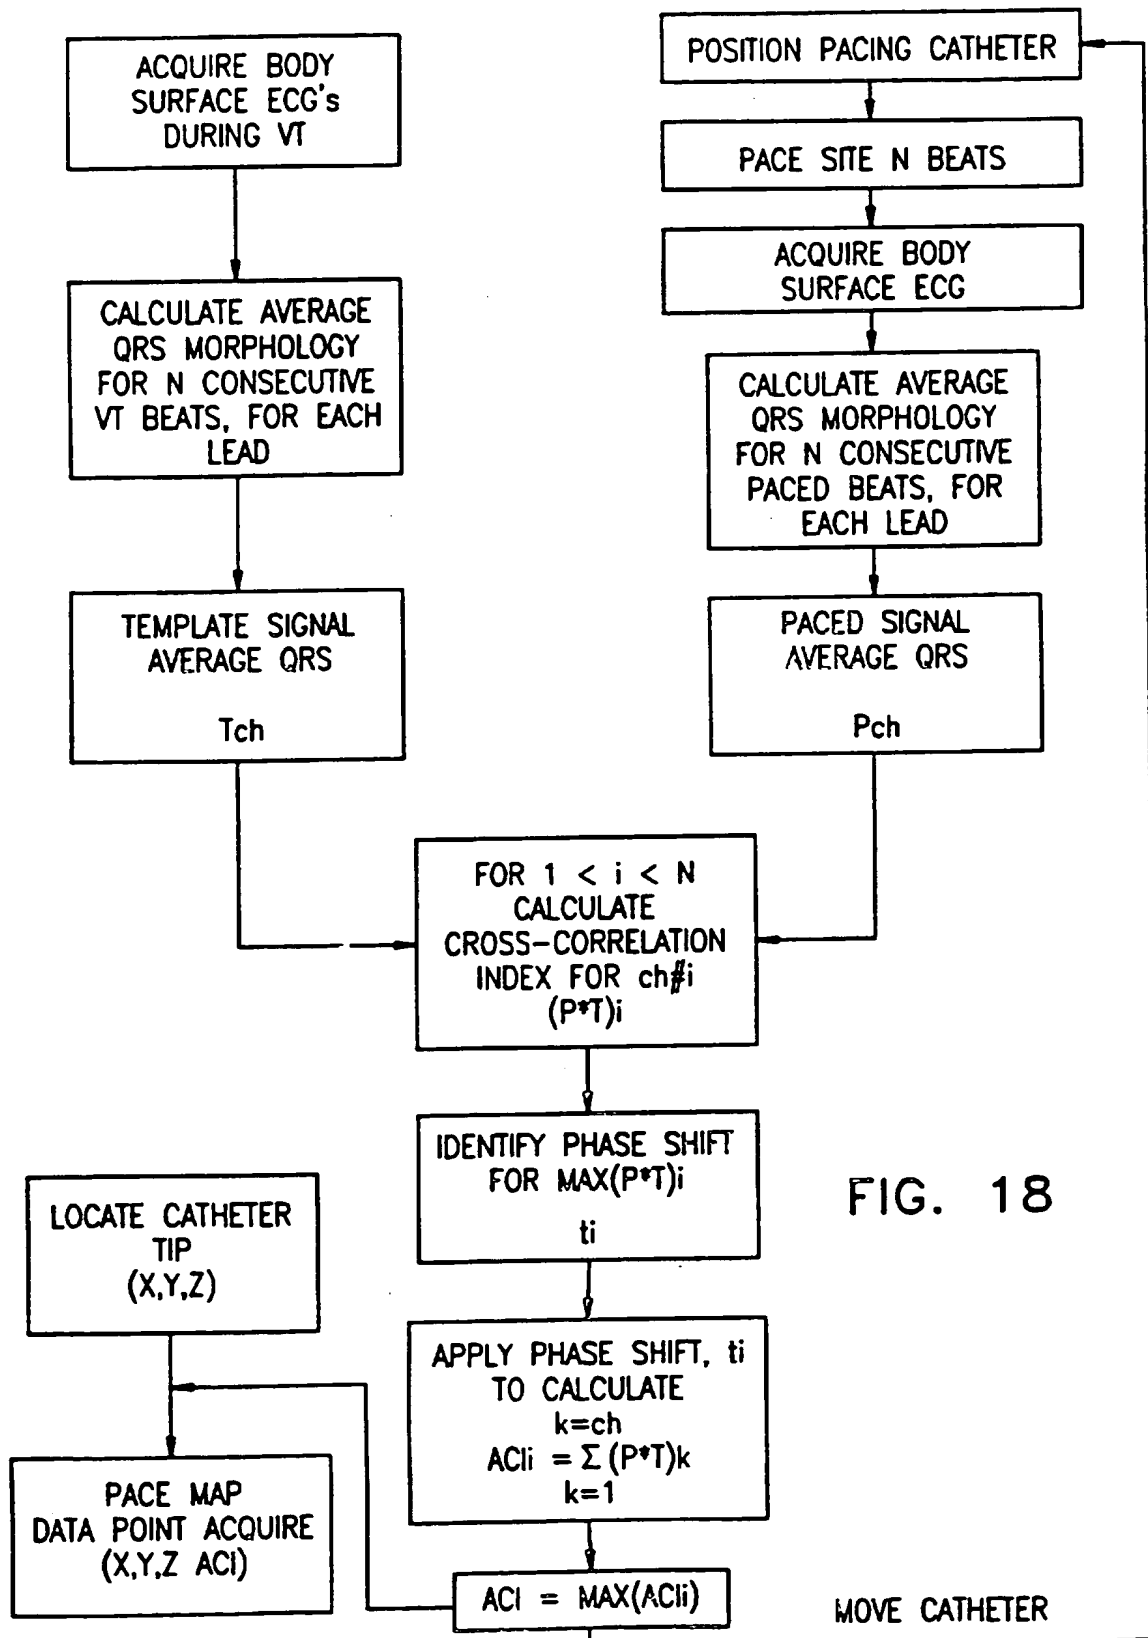 ACQUIRE BODY
SURFACE ECG's
DURING VT
CALCULATE AVERAGE
QRS MORPHOLOGY
FOR N CONSECUTIVE
VT BEATS, FOR EACH
LEAD
TEMPLATE SIGNAL
AVERAGE QRS
Tch
POSITION PACING CATHETER
PACE SITE N BEATS
ACQUIRE BODY
SURFACE ECG
CALCULATE AVERAGE
QRS MORPHOLOGY
FOR N CONSECUTIVE
PACED BEATS, FOR
EACH LEAD
PACED SIGNAL
AVERAGE QRS
Pch
FOR 1 < i < N
CALCULATE
CROSS-CORRELATION
INDEX FOR ch#i
(P*T)i
IDENTIFY PHASE SHIFT
FOR MAX(P*T)i
ti
FIG. 18
LOCATE CATHETER
TIP
(X,Y,Z)
APPLY PHASE SHIFT, ti
TO CALCULATE
k=ch
ACIi = Σ (P*T)k
k=1
PACE MAP
DATA POINT ACQUIRE
(X,Y,Z ACI)
ACI = MAX(ACIi)
MOVE CATHETER